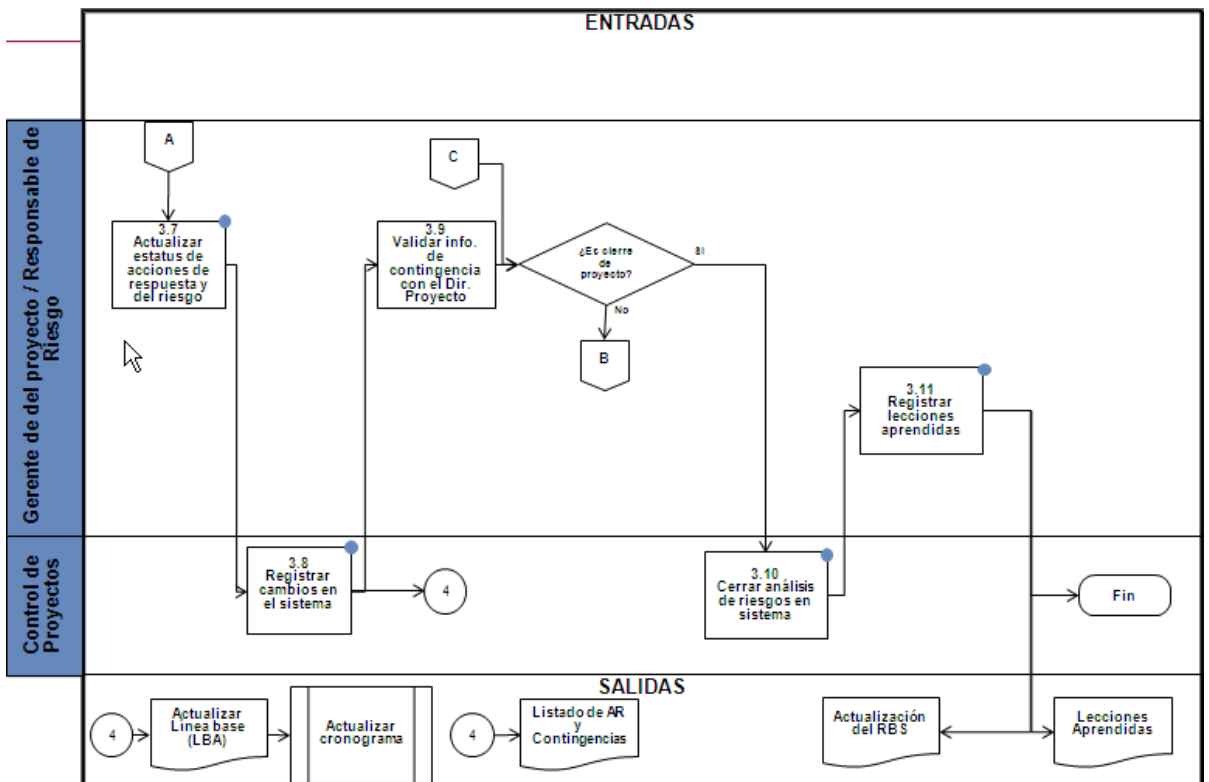 ENTRADAS
Gerente de del proyecto / Responsable de
Riesgo
A
C
3.7
Actualizar
estatus de
acciones de
respuesta y
del riesgo
3.9
Validar info.
de
contingencia
con el Dir.
Proyecto
¿Es cierre
de
proyecto?
SI
No
B
3.11
Registrar
lecciones
aprendidas
Control de
Proyectos
3.8
Registrar
cambios en
el sistema
4
3.10
Cerrar análisis
de riesgos en
sistema
Fin
SALIDAS
4
Actualizar
Línea base
(LBA)
Actualizar
cronograma
4
Listado de AR
y
Contingencias
Actualización
del RBS
Lecciones
Aprendidas